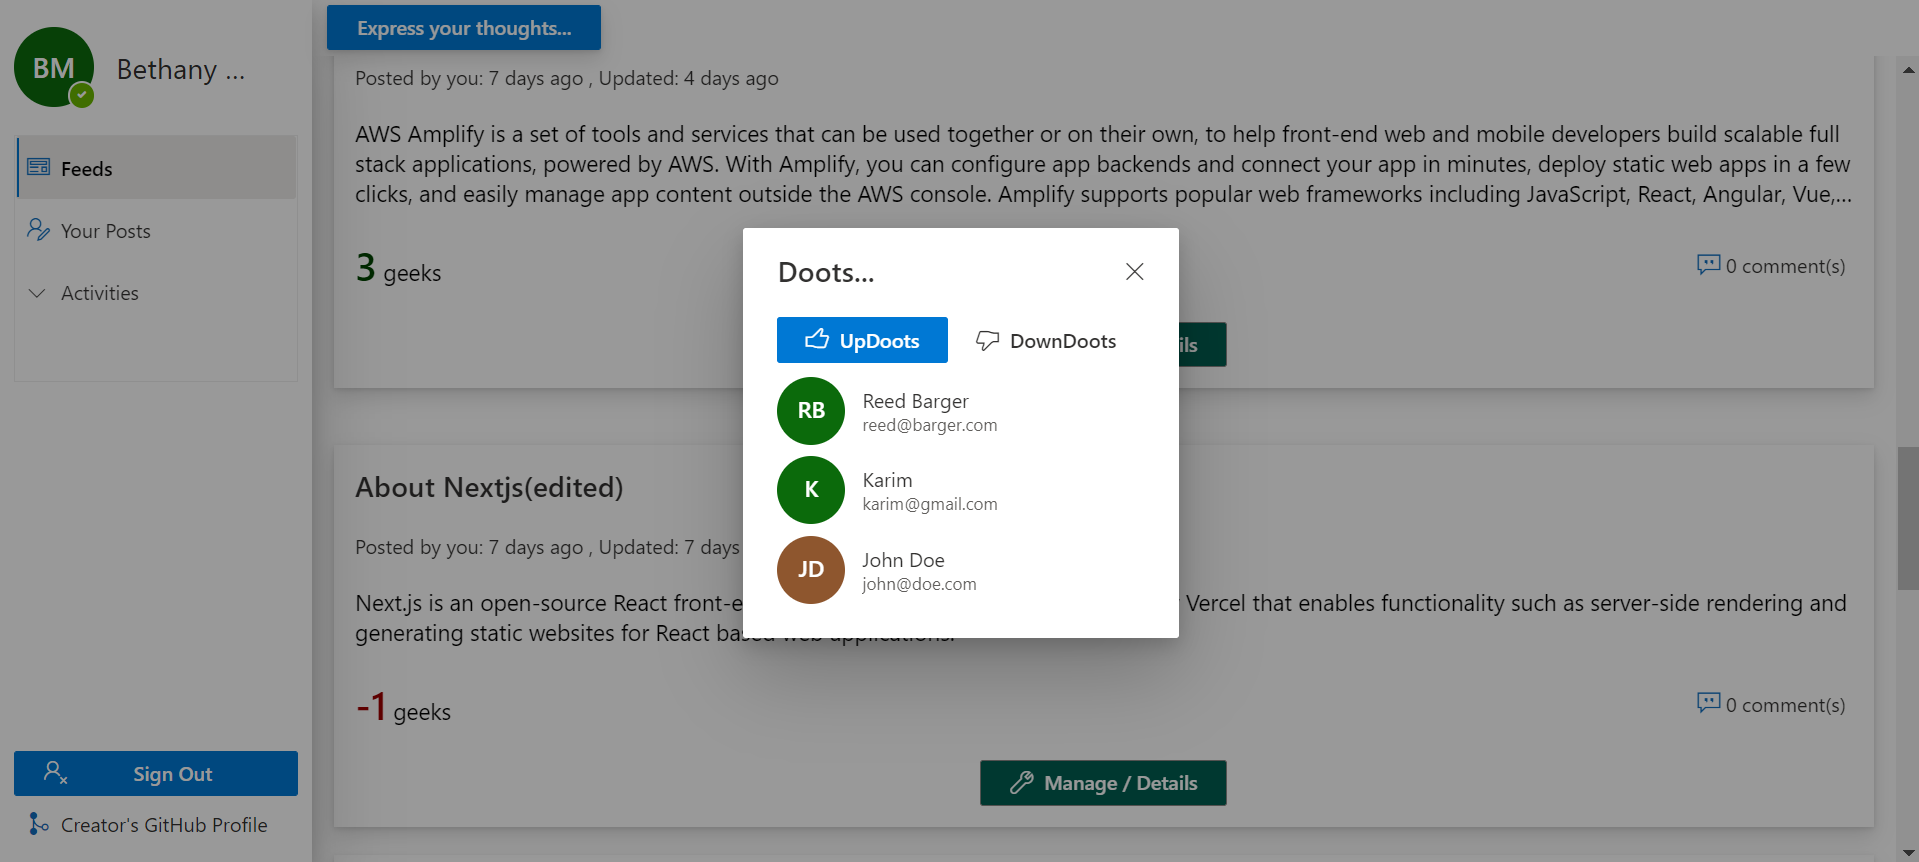 BM
Bethany ...
Feeds
Your Posts
Activities
Sign Out
Creator's GitHub Profile
Express your thoughts...
Posted by you: 7 days ago , Updated: 4 days ago
AWS Amplify is a set of tools and services that can be used together or on their own, to help front-end web and mobile developers build scalable full
stack applications, powered by AWS. With Amplify, you can configure app backends and connect your app in minutes, deploy static web apps in a few
clicks, and easily manage app content outside the AWS console. Amplify supports popular web frameworks including JavaScript, React, Angular, Vue,...
3 geeks
0 comment(s)
ils
About Nextjs(edited)
Posted by you: 7 days ago , Updated: 7 days
Next.js is an open-source React front-e
Vercel that enables functionality such as server-side rendering and
generating static websites for React based web applications.
-1 geeks
0 comment(s)
Manage / Details
Doots...
UpDoots
DownDoots
RB
Reed Barger
reed@barger.com
K
Karim
karim@gmail.com
JD
John Doe
john@doe.com